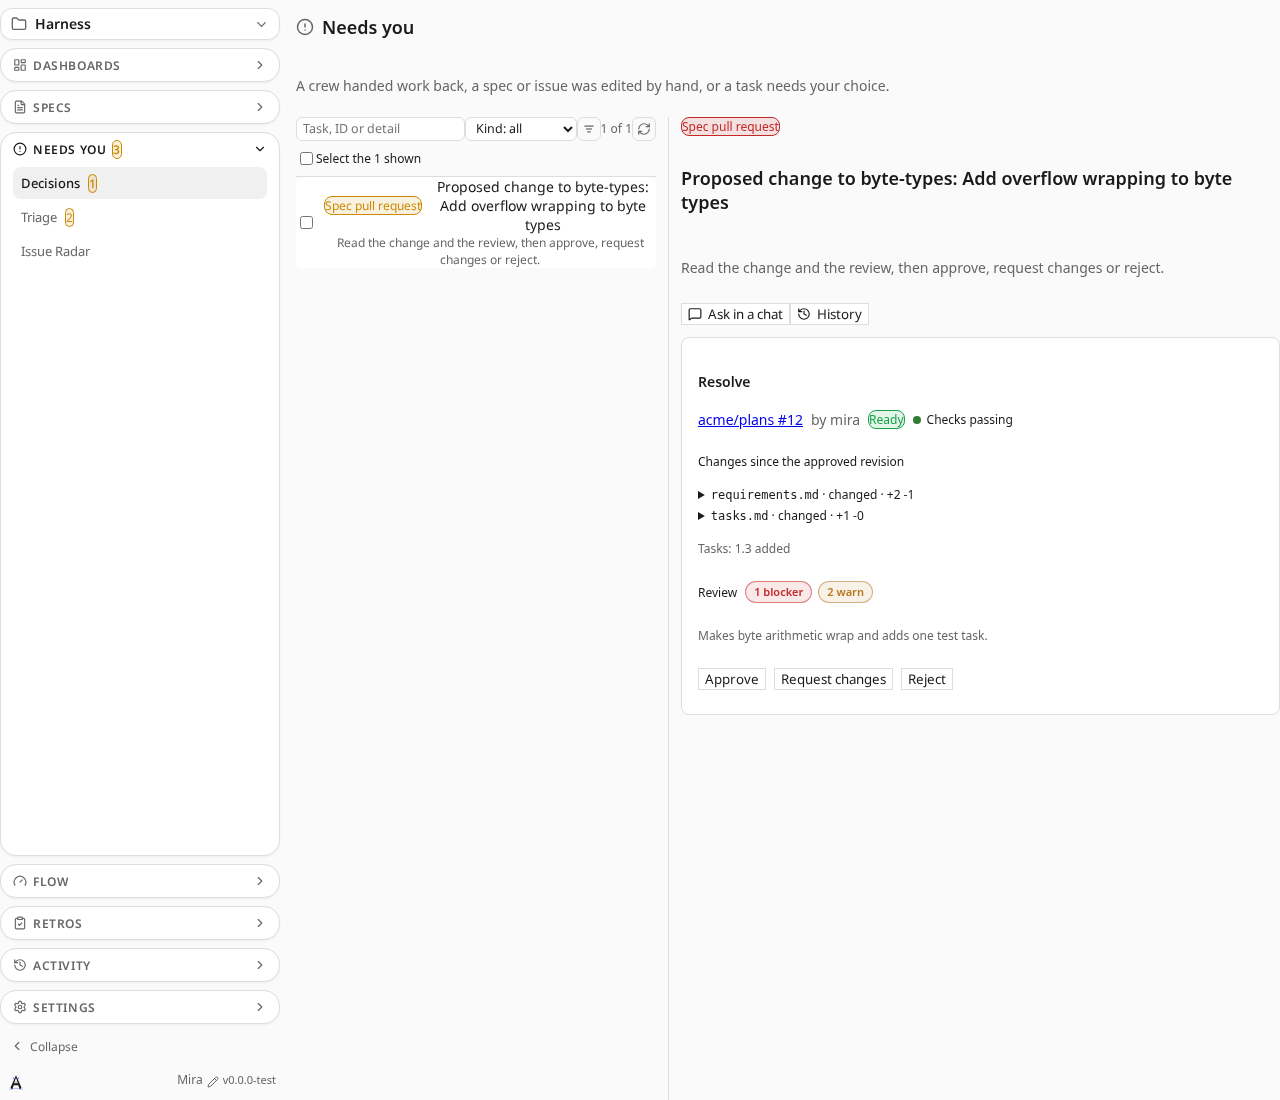 Harness
DASHBOARDS
SPECS
NEEDS YOU 3
Decisions 1
Triage 2
Issue Radar
FLOW
RETROS
ACTIVITY
SETTINGS
Collapse
A
Mira v0.0.0-test
Needs you
A crew handed work back, a spec or issue was edited by hand, or a task needs your choice.
Task, ID or detail Kind: all 1 of 1
Select the 1 shown
Spec pull request
Proposed change to byte-types:
Add overflow wrapping to byte
types
Read the change and the review, then approve, request
changes or reject.
Spec pull request
Proposed change to byte-types: Add overflow wrapping to byte
types
Read the change and the review, then approve, request changes or reject.
Ask in a chat History
Resolve
acme/plans #12 by mira Ready Checks passing
Changes since the approved revision
requirements.md · changed · +2 -1
tasks.md · changed · +1 -0
Tasks: 1.3 added
Review 1 blocker 2 warn
Makes byte arithmetic wrap and adds one test task.
Approve Request changes Reject